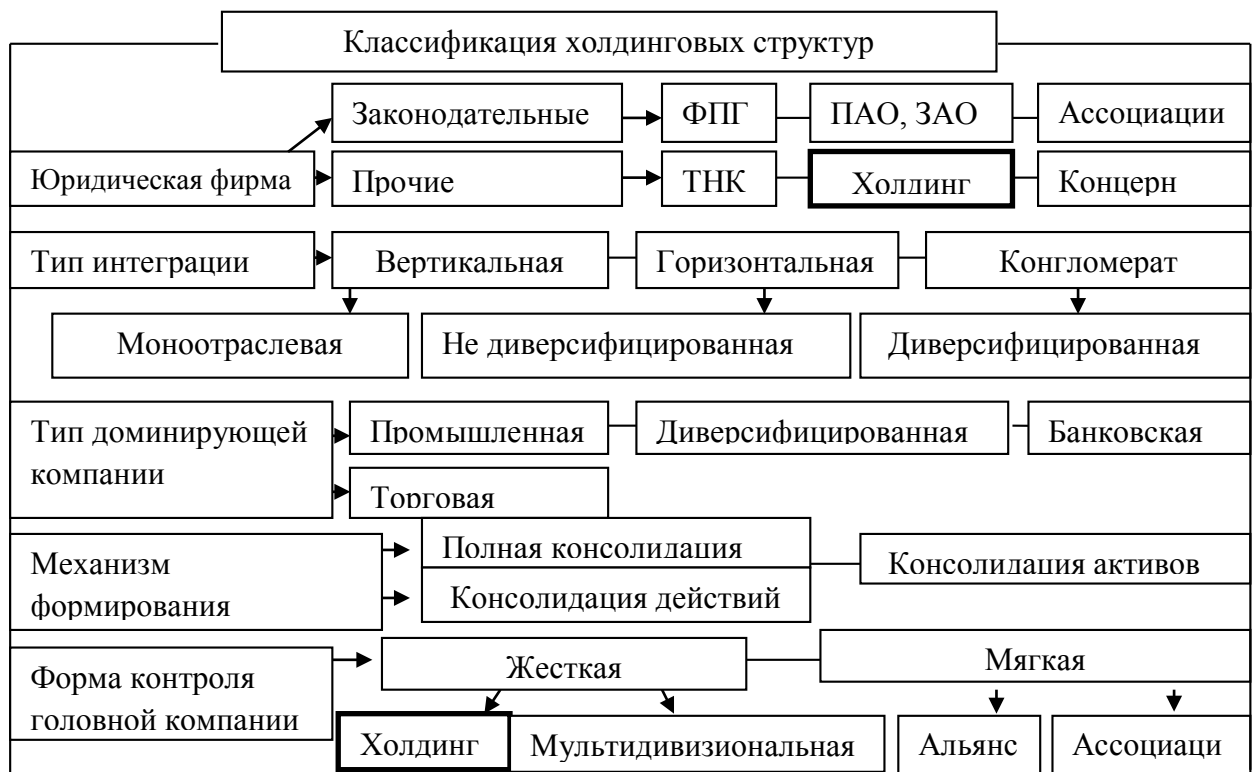 Классификация холдинговых структур
Законодательные
ФПГ
ПАО, ЗАО
Ассоциации
Юридическая фирма
Прочие
ТНК
Холдинг
Концерн
Тип интеграции
Вертикальная
Горизонтальная
Конгломерат
Моноотраслевая
Не диверсифицированная
Диверсифицированная
Тип доминирующей
компании
Промышленная
Диверсифицированная
Банковская
Торговая
Механизм
формирования
Полная консолидация
Консолидация активов
Консолидация действий
Форма контроля
головной компании
Жесткая
Мягкая
Холдинг
Мультидивизиональная
Альянс
Ассоциаци